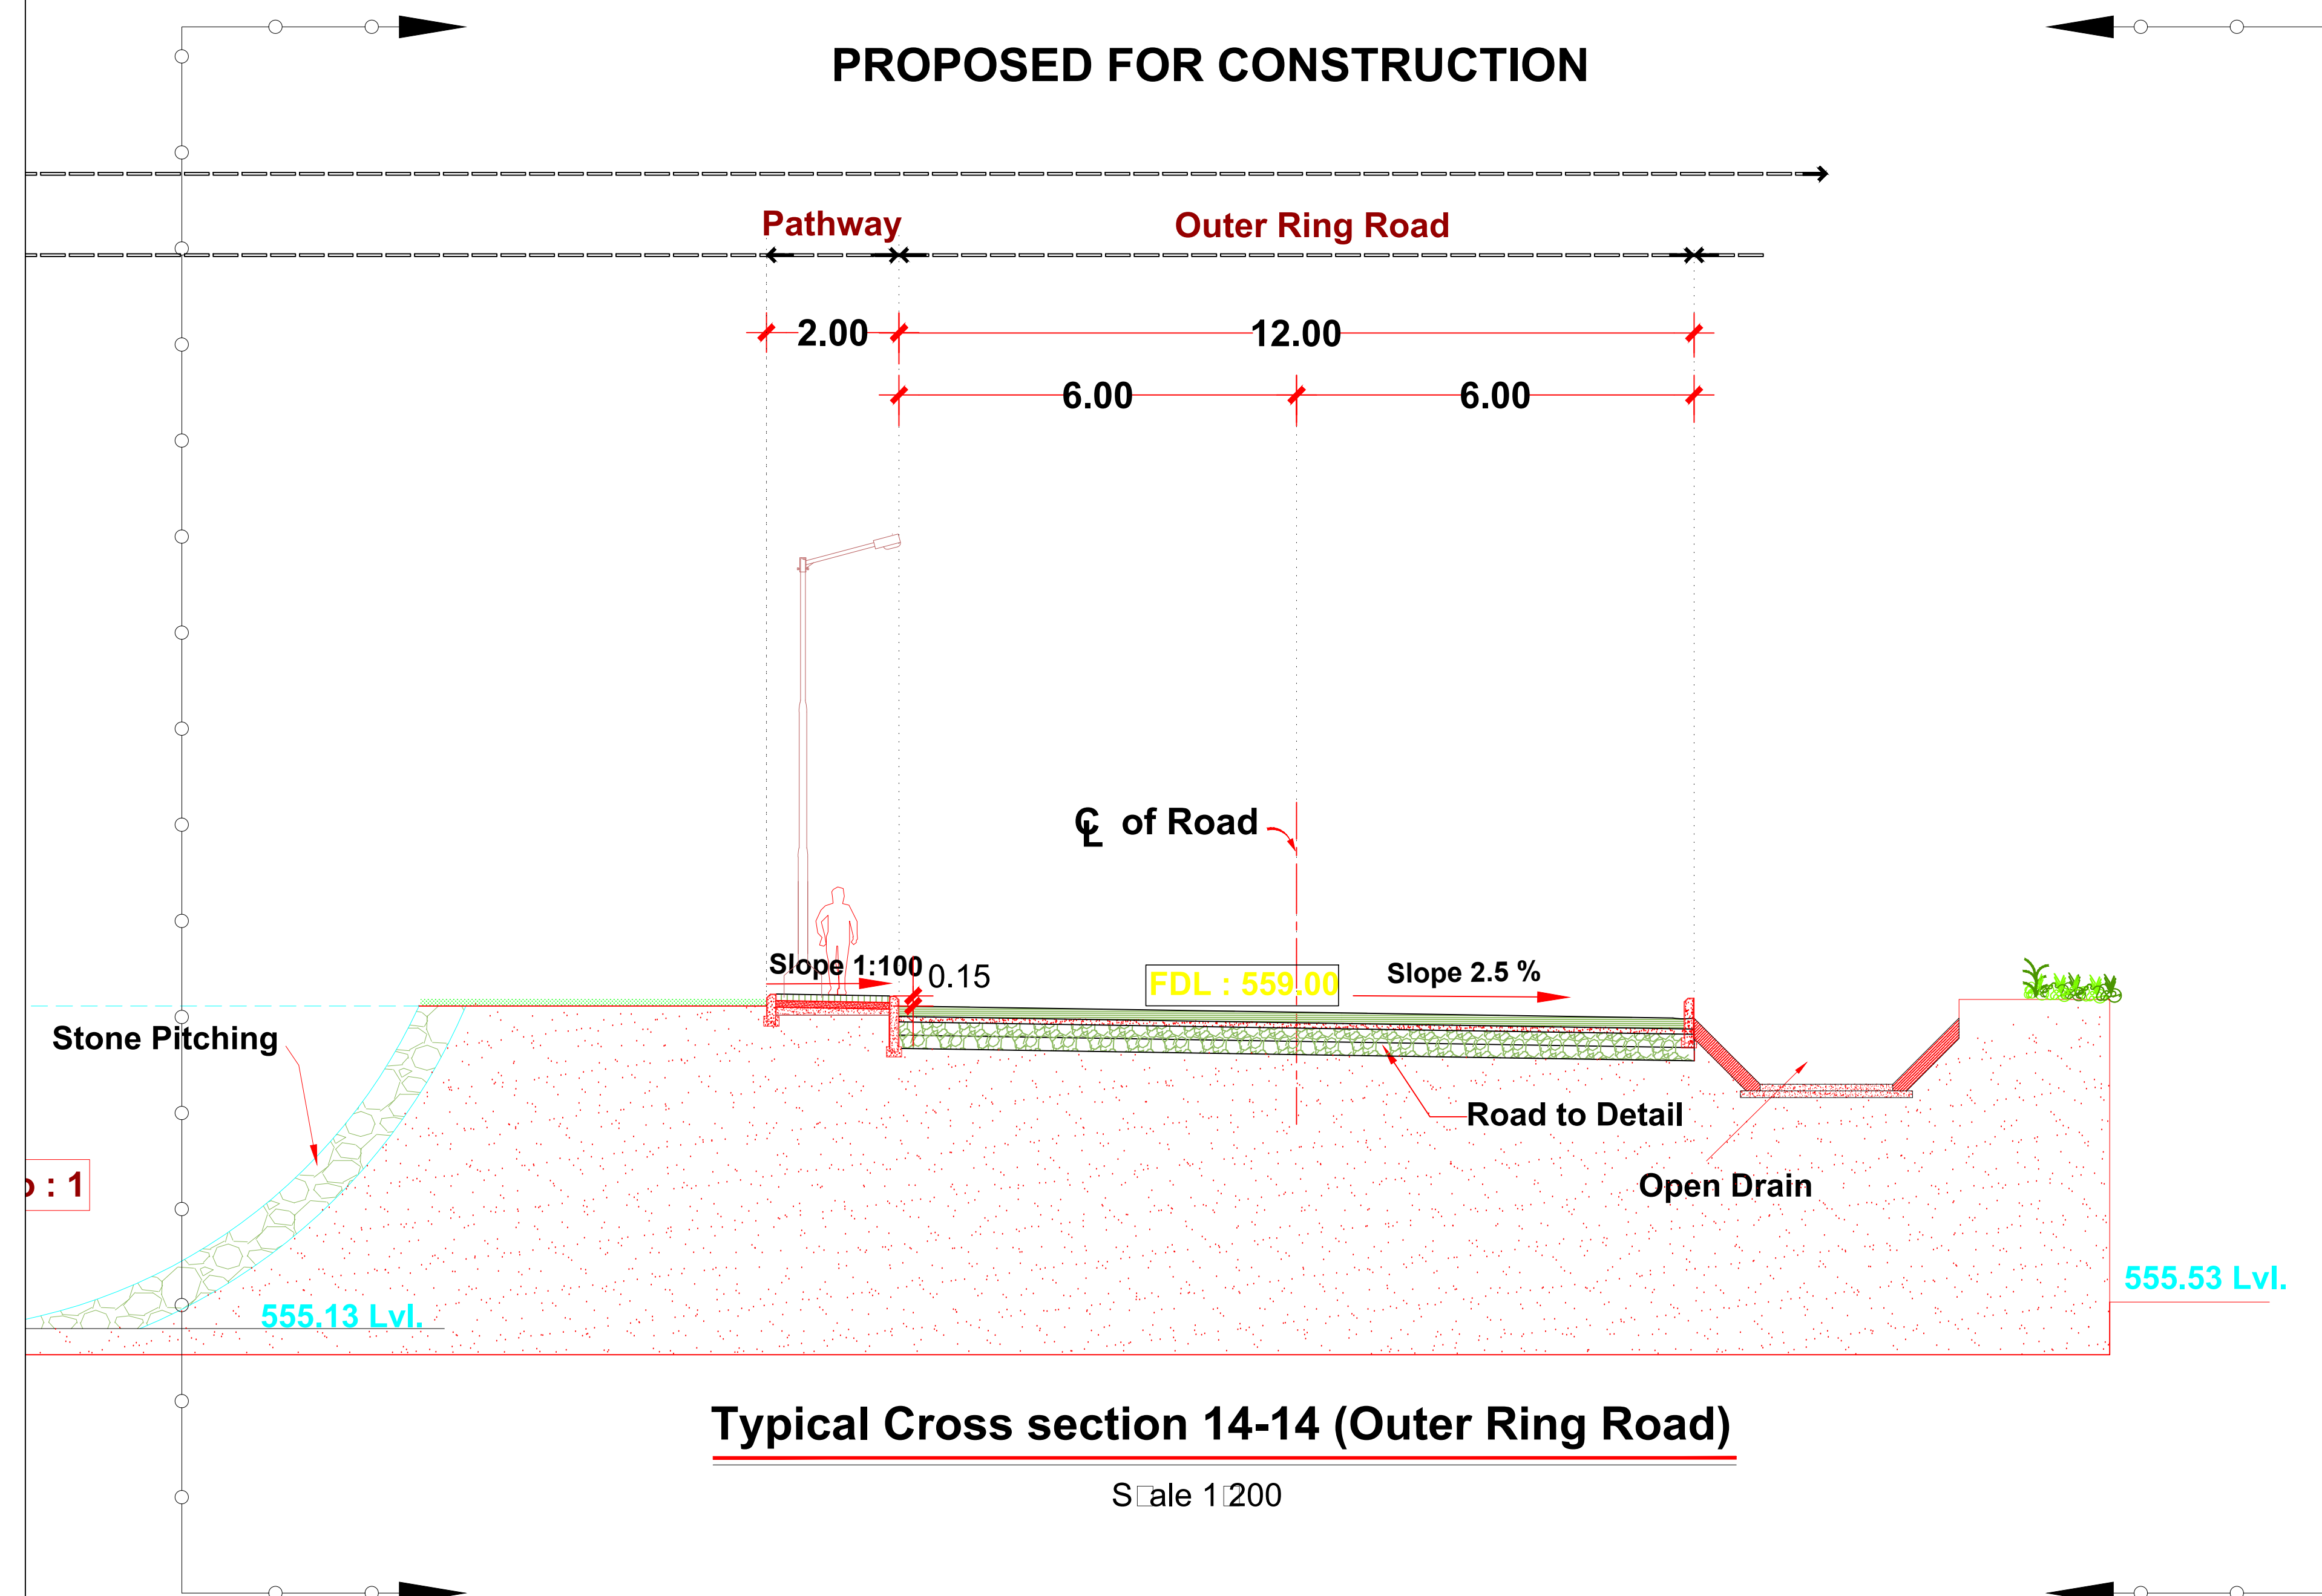 PROPOSED FOR CONSTRUCTION
Pathway
Outer Ring Road
2.00
12.00
6.00
6.00
℄ of Road
Slope 1:100
0.15
FDL : 559.00
Slope 2.5 %
Stone Pitching
Road to Detail
: 1
Open Drain
555.53 Lvl.
555.13 Lvl.
Typical Cross section 14-14 (Outer Ring Road)
S□ale 1□200